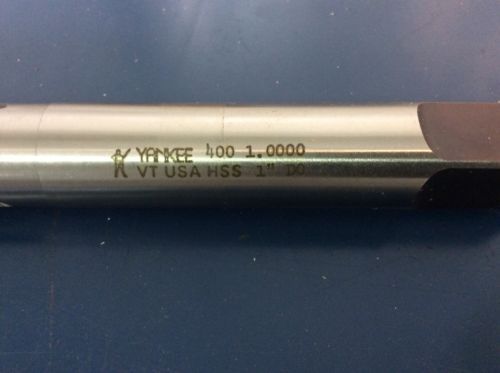 YANKEE 400 1.0000
VT USA HSS 1" DO